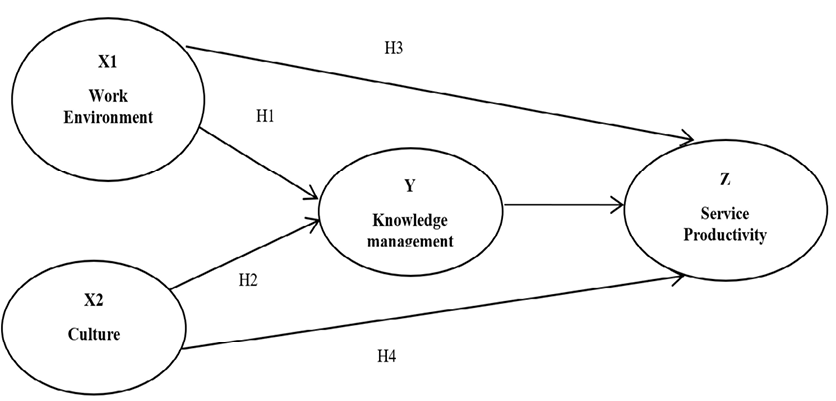 X1
Work
Environment
H3
H1
Y
Knowledge
management
Z
Service
Productivity
X2
Culture
H2
H4